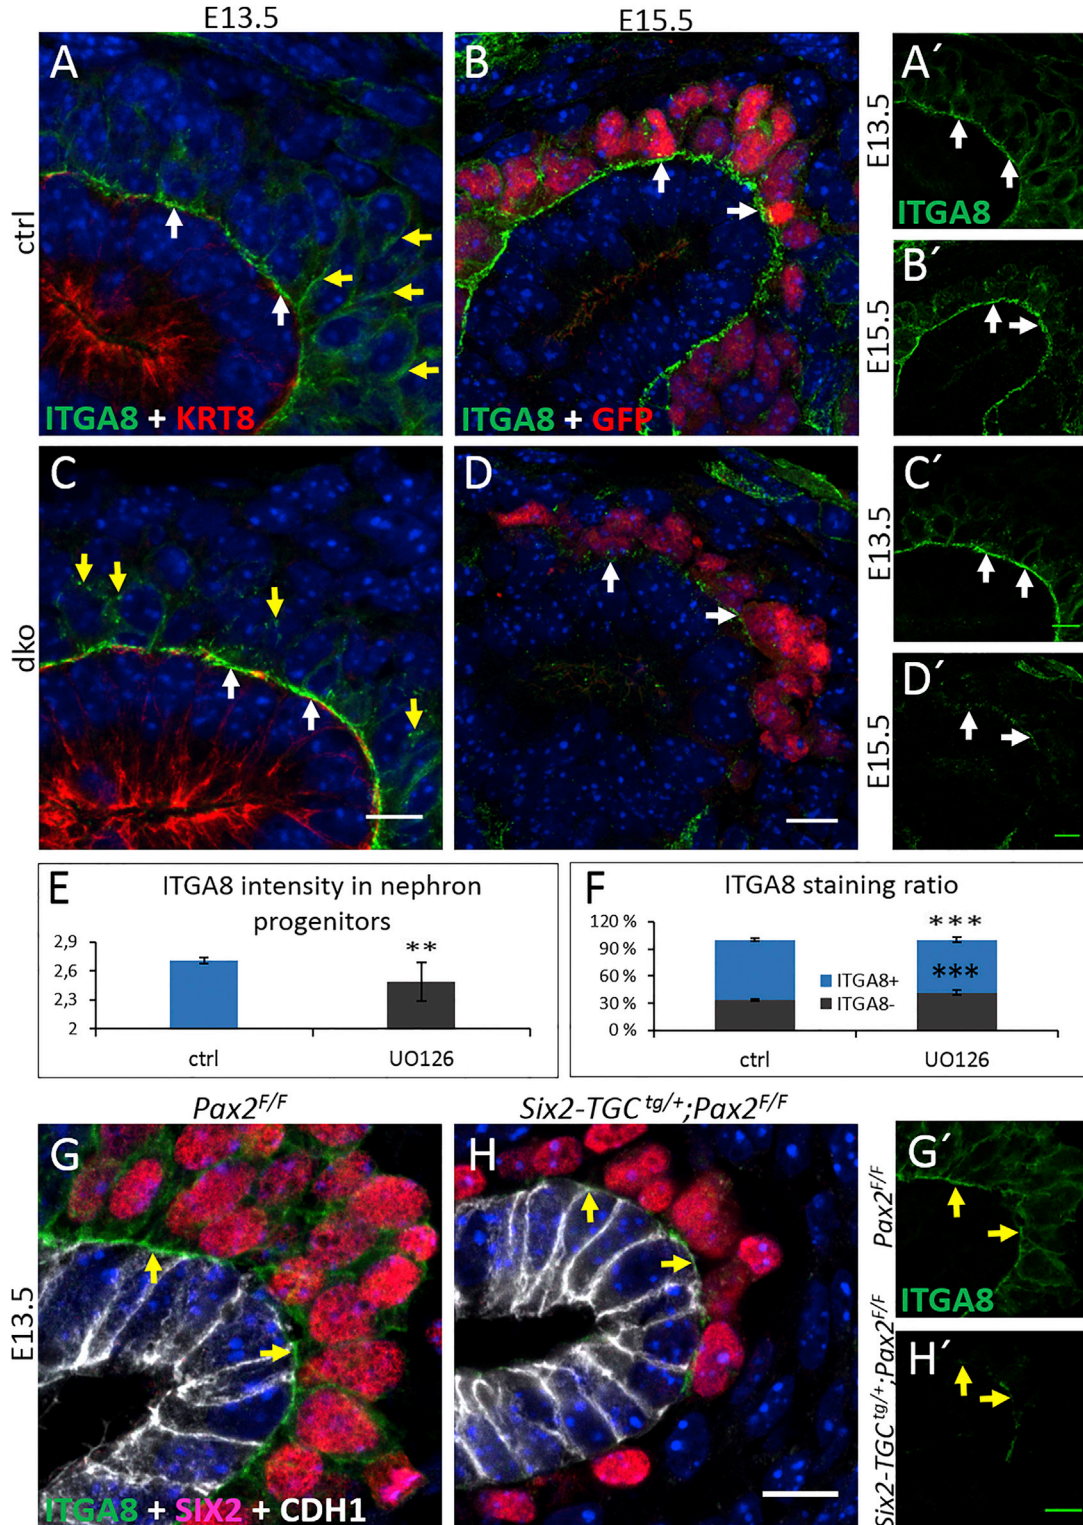 E13.5
E15.5
A
B
A´
E13.5
ITGA8
ctrl
B´
E15.5
ITGA8 + KRT8
ITGA8 + GFP
C
D
C´
E13.5
dko
D´
E15.5
E
ITGA8 intensity in nephron
progenitors
2,9
2,6
2,3
2
**
ctrl
UO126
F
ITGA8 staining ratio
120 %
90 %
60 %
30 %
0 %
***
***
ITGA8+
ITGA8-
ctrl
UO126
Pax2F/F
Six2-TGCtg/+;Pax2F/F
G
H
G´
Pax2F/F
ITGA8
E13.5
H´
Six2-TGCtg/+;Pax2F/F
ITGA8 + SIX2 + CDH1